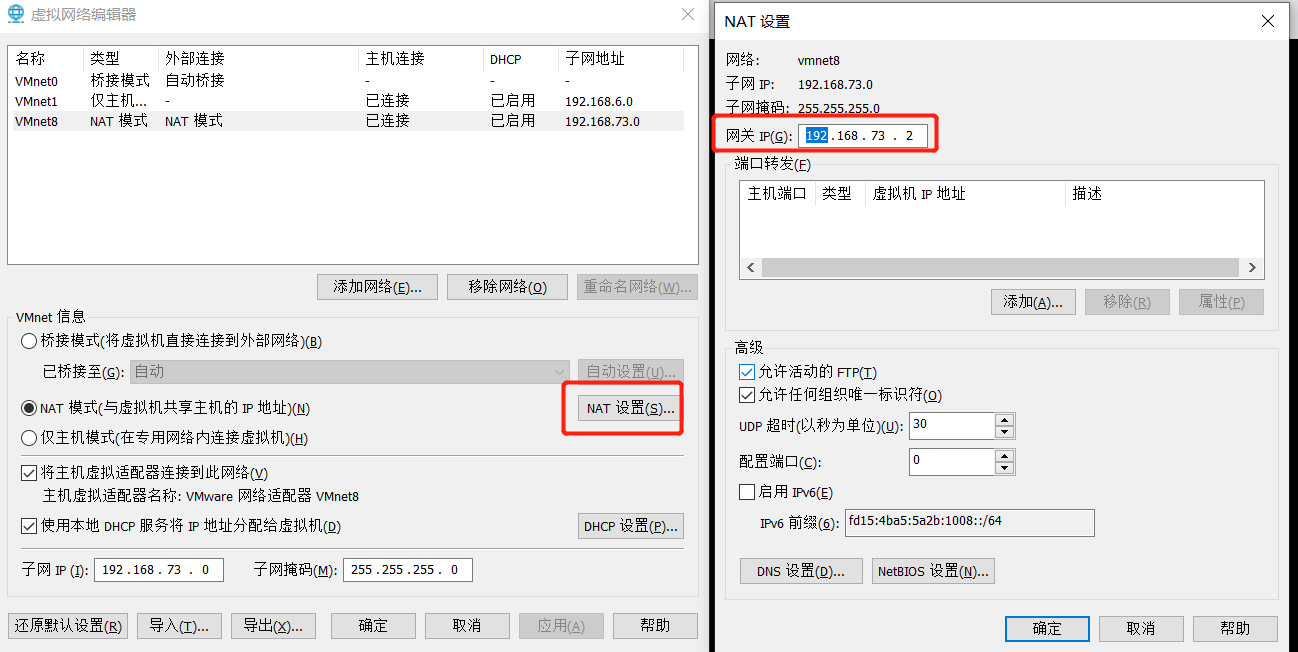 虚拟网络编辑器
名称 类型 外部连接 主机连接 DHCP 子网地址
VMnet0 桥接模式 自动桥接 - - -
VMnet1 仅主机... - 已连接 已启用 192.168.6.0
VMnet8 NAT 模式 NAT 模式 已连接 已启用 192.168.73.0
添加网络(E)... 移除网络(O) 重命名网络(W)...
VMnet 信息
桥接模式(将虚拟机直接连接到外部网络)(B)
已桥接至(G): 自动 自动设置(U)...
NAT 模式(与虚拟机共享主机的 IP 地址)(N) NAT 设置(S)...
仅主机模式(在专用网络内连接虚拟机)(H)
将主机虚拟适配器连接到此网络(V)
主机虚拟适配器名称: VMware 网络适配器 VMnet8
使用本地 DHCP 服务将 IP 地址分配给虚拟机(D) DHCP 设置(P)...
子网 IP (I): 192 . 168 . 73 . 0 子网掩码(M): 255 . 255 . 255 . 0
还原默认设置(R) 导入(T)... 导出(X)... 确定 取消 应用(A) 帮助
NAT 设置
网络: vmnet8
子网 IP: 192.168.73.0
子网掩码: 255.255.255.0
网关 IP(G): 192 . 168 . 73 . 2
端口转发(F)
主机端口 类型 虚拟机 IP 地址 描述
添加(A)... 移除(R) 属性(P)
高级
允许活动的 FTP(T)
允许任何组织唯一标识符(O)
UDP 超时(以秒为单位)(U): 30
配置端口(C): 0
启用 IPv6(E)
IPv6 前缀(6): fd15:4ba5:5a2b:1008::/64
DNS 设置(D)... NetBIOS 设置(N)...
确定 取消 帮助